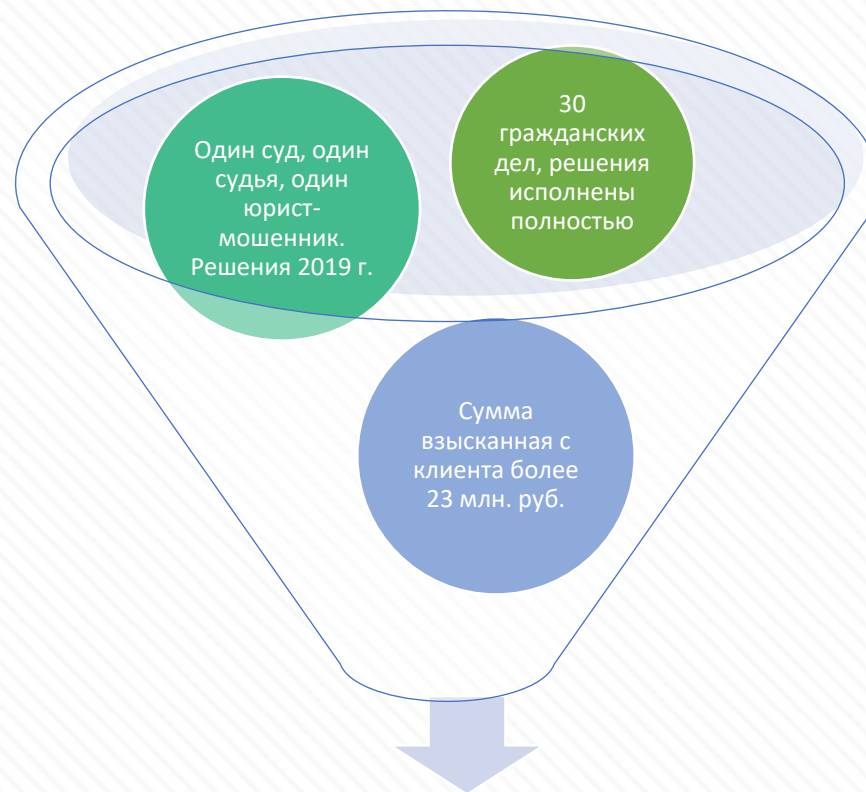 Один суд, один
судья, один
юрист-
мошенник.
Решения 2019 г.
30
гражданских
дел, решения
исполнены
полностью
Сумма
взысканная с
клиента более
23 млн. руб.